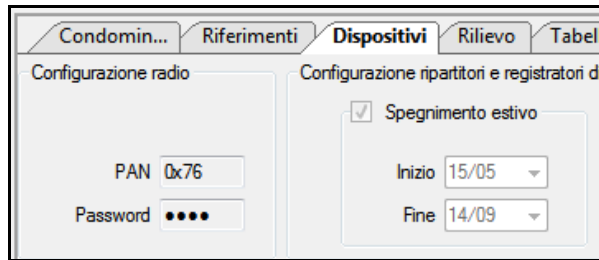 Condomin... Riferimenti Dispositivi Rilievo Tabel
Configurazione radio Configurazione ripartitori e registratori d
Spegnimento estivo
PAN 0x76 Inizio 15/05
Password •••• Fine 14/09